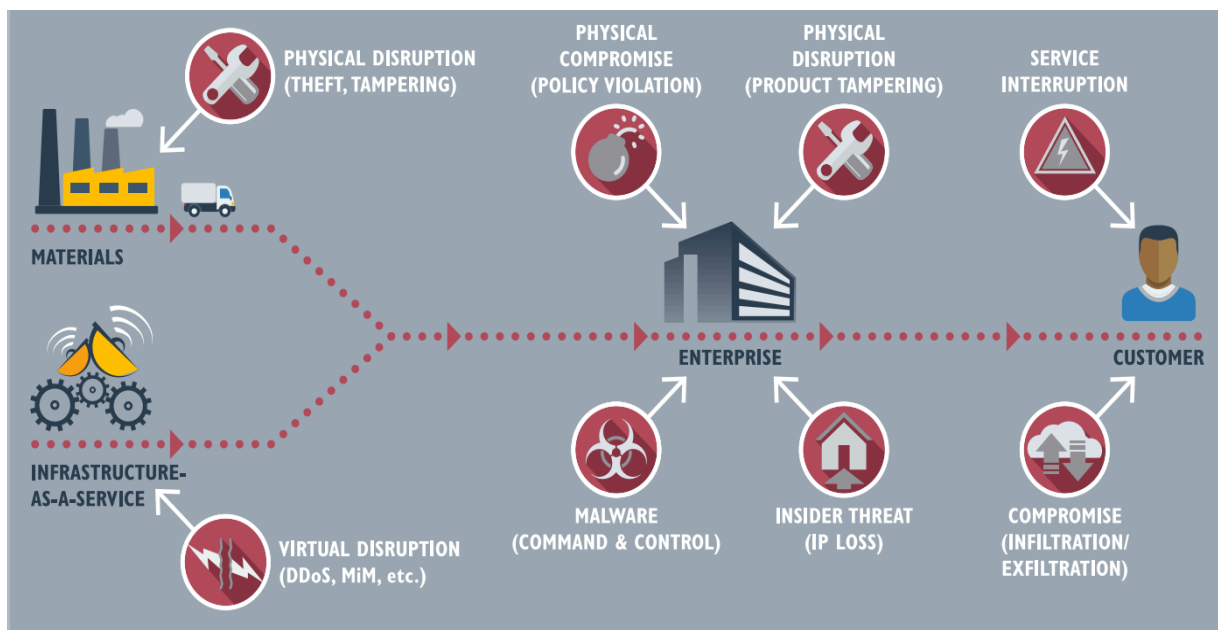 PHYSICAL DISRUPTION
(THEFT, TAMPERING)
PHYSICAL
COMPROMISE
(POLICY VIOLATION)
PHYSICAL
DISRUPTION
(PRODUCT TAMPERING)
SERVICE
INTERRUPTION
MATERIALS
ENTERPRISE
CUSTOMER
INFRASTRUCTURE-
AS-A-SERVICE
VIRTUAL DISRUPTION
(DDoS, MiM, etc.)
MALWARE
(COMMAND & CONTROL)
INSIDER THREAT
(IP LOSS)
COMPROMISE
(INFILTRATION/
EXFILTRATION)